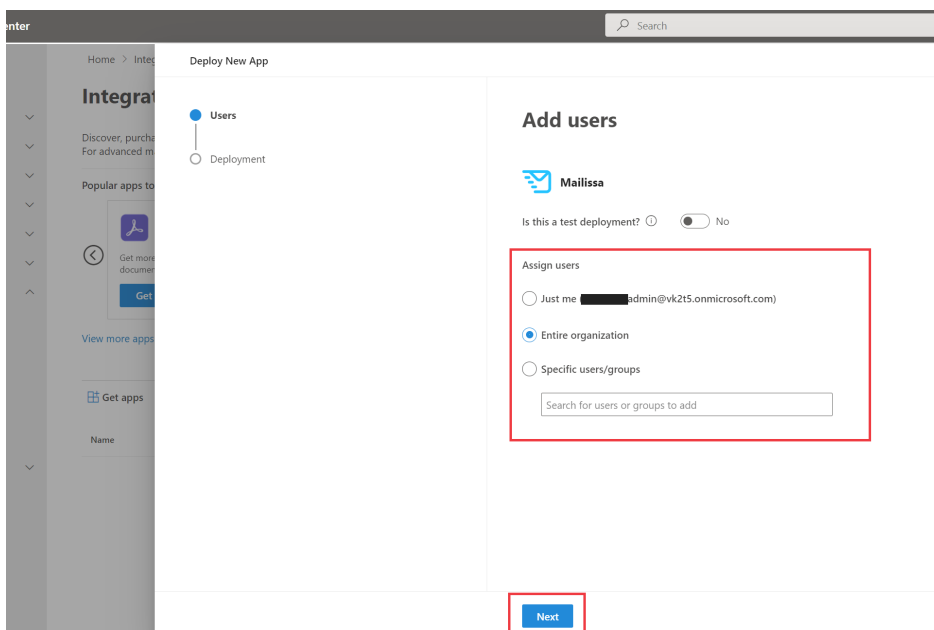 enter
Search
Home > Integ
Integrat
Discover, purcha
For advanced m
Popular apps to
Get more
documer
Get
View more apps
Get apps
Name
Deploy New App
Users
Deployment
Add users
Mailissa
Is this a test deployment? No
Assign users
Just me ( admin@vk2t5.onmicrosoft.com)
Entire organization
Specific users/groups
Search for users or groups to add
Next